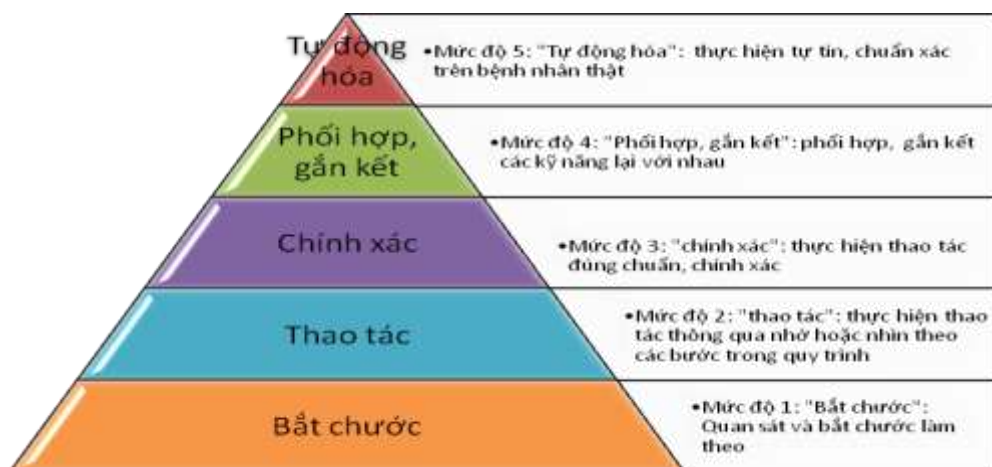 Tự động
hóa
•Mức độ 5: "Tự động hóa": thực hiện tự tin, chuẩn xác
trên bệnh nhân thật
Phối hợp,
gắn kết
•Mức độ 4: "Phối hợp, gắn kết": phối hợp, gắn kết
các kỹ năng lại với nhau
Chính xác
•Mức độ 3: "chính xác": thực hiện thao tác
đúng chuẩn, chính xác
Thao tác
•Mức độ 2: "thao tác": thực hiện thao
tác thông qua nhớ hoặc nhìn theo
các bước trong quy trình
Bắt chước
•Mức độ 1: "Bắt chước":
Quan sát và bắt chước làm
theo